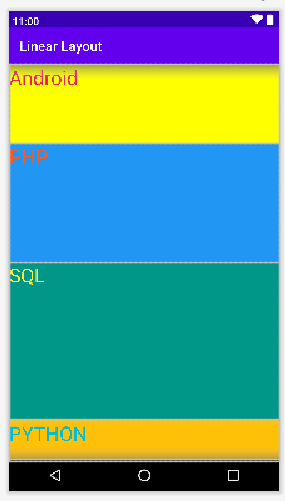 11:00
Linear Layout
Android
PHP
SQL
PYTHON